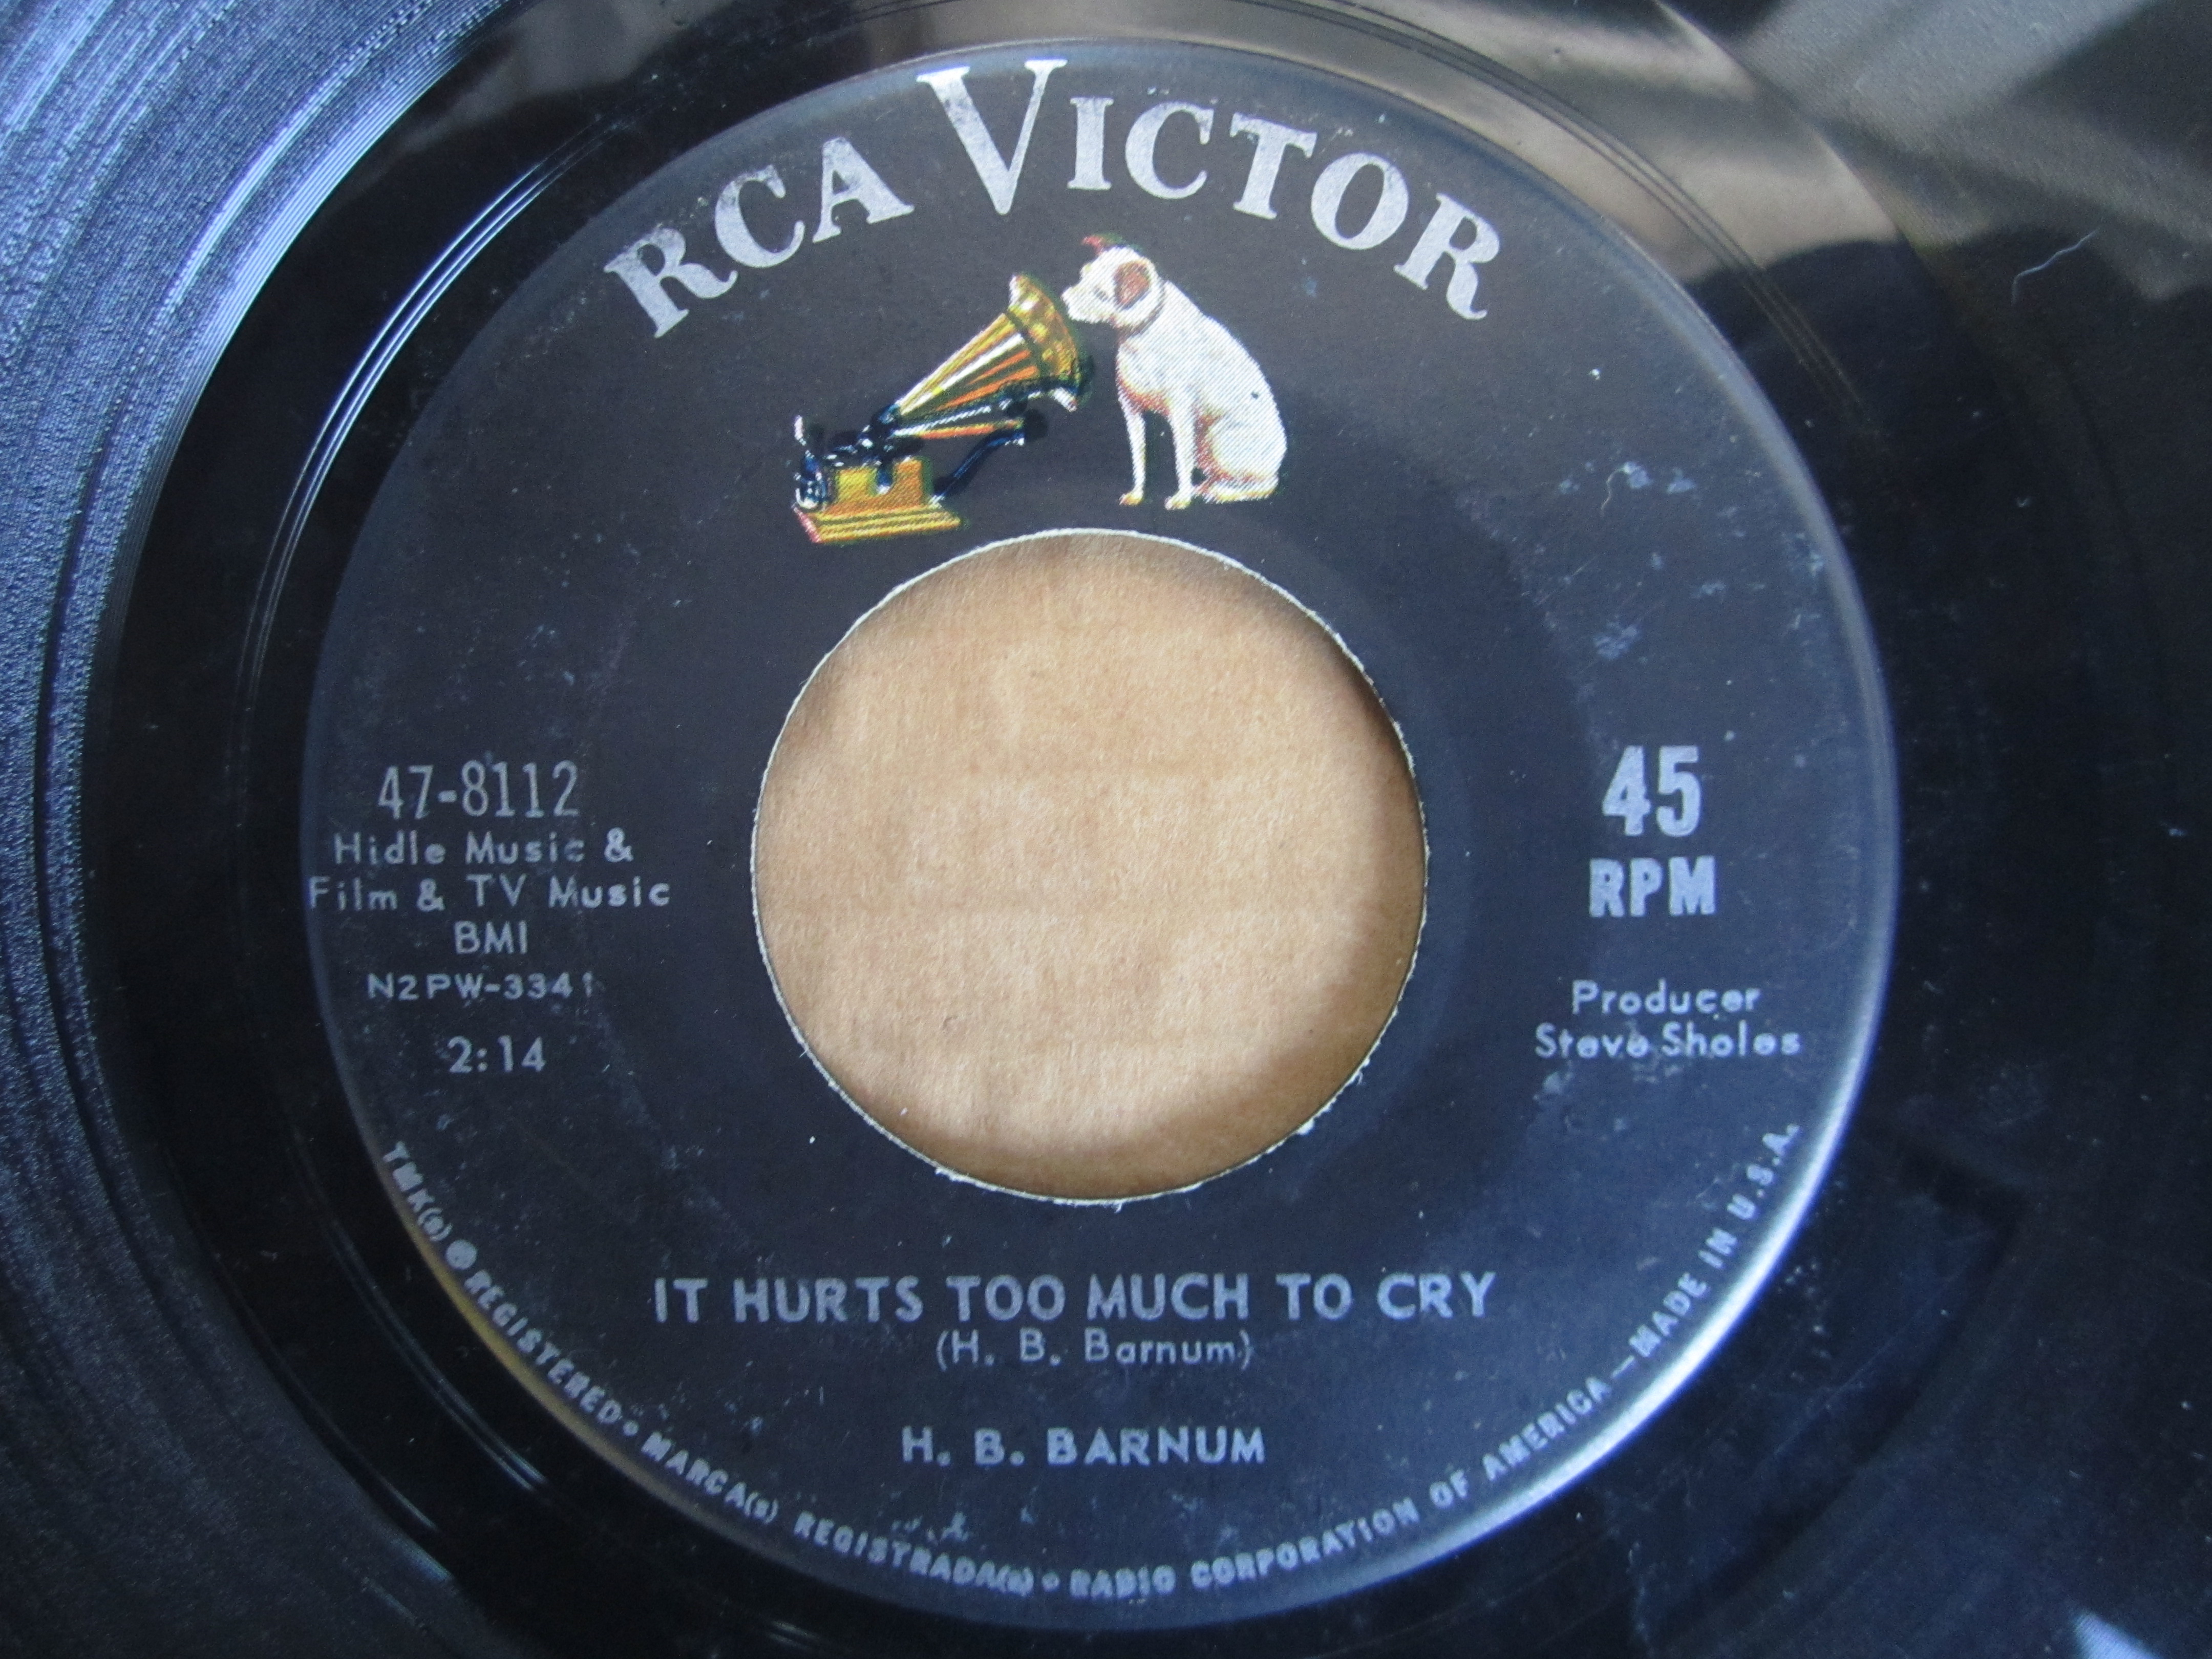 RCA VICTOR
47-8112
Hidle Music &
Film & TV Music
BMI
N2PW-3341
2:14
45
RPM
Producer
Steve Sholes
IT HURTS TOO MUCH TO CRY
(H. B. Barnum)
H. B. BARNUM
TMK(s) ® REGISTERED • MARCA(s) REGISTRADA(s) • RADIO CORPORATION OF AMERICA—MADE IN U.S.A.